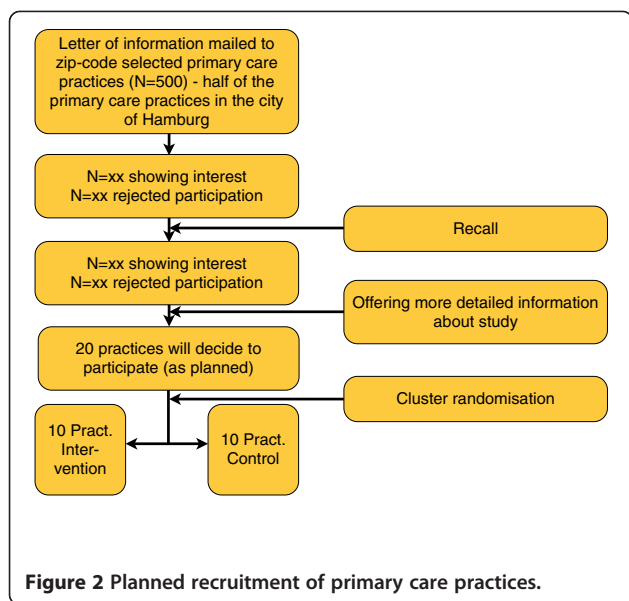 Letter of information mailed to
zip-code selected primary care
practices (N=500) - half of the
primary care practices in the city
of Hamburg
N=xx showing interest
N=xx rejected participation
Recall
N=xx showing interest
N=xx rejected participation
Offering more detailed information
about study
20 practices will decide to
participate (as planned)
Cluster randomisation
10 Pract.
Inter-
vention
10 Pract.
Control
Figure 2 Planned recruitment of primary care practices.